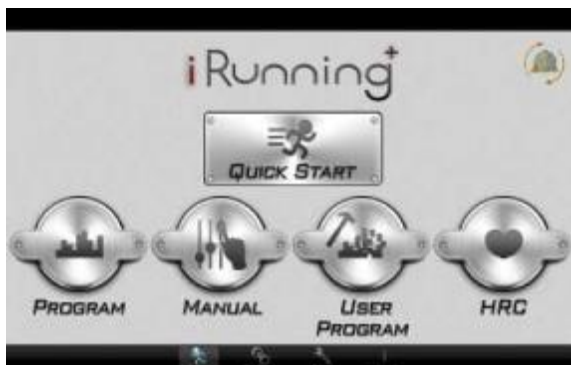 iRunning+
QUICK START
PROGRAM
MANUAL
USER
PROGRAM
HRC